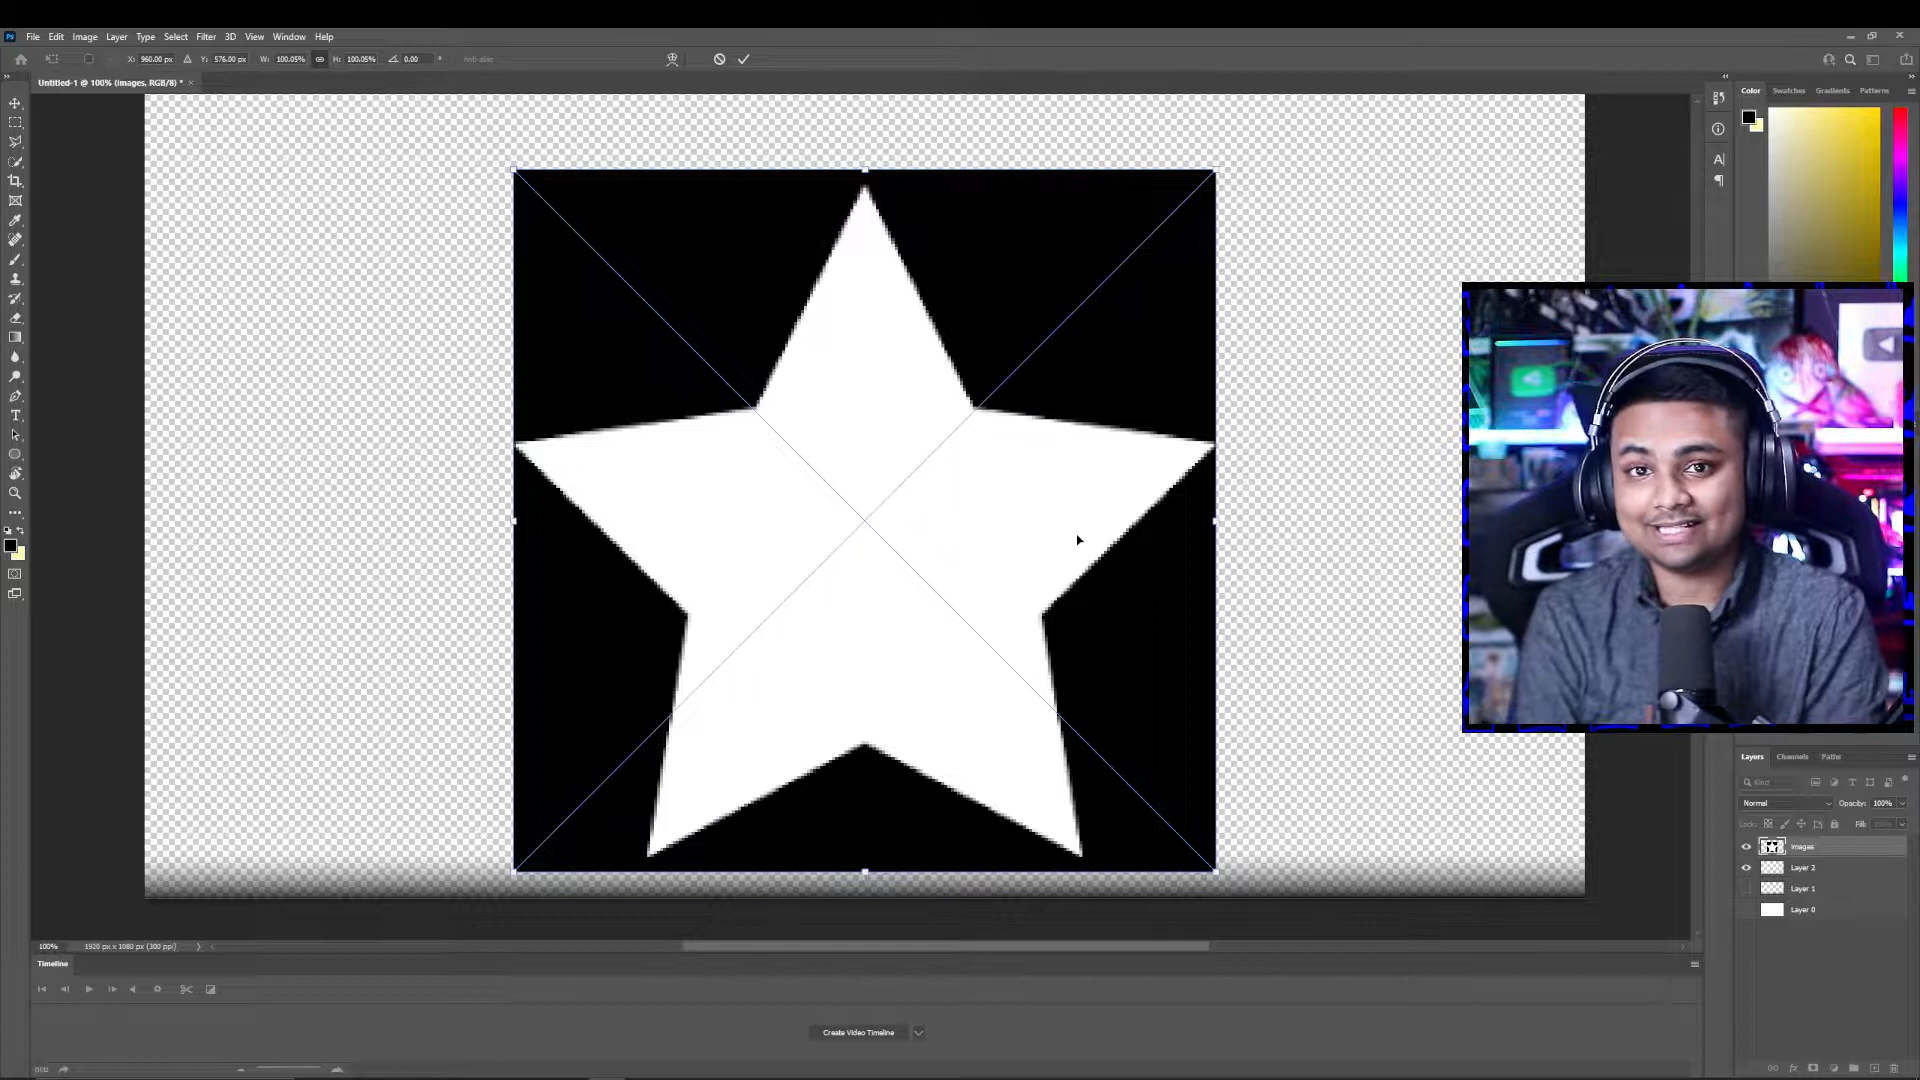 Ps File Edit Image Layer Type Select Filter 3D View Window Help
X: 960.00 px Y: 576.00 px W: 100.05% H: 100.05% 0.00 Anti-alias
Untitled-1 @ 100% (images, RGB/8) *
Color Swatches Gradients Patterns
Layers Channels Paths
Kind
Normal Opacity: 100%
Lock: Fill:
images
Layer 2
Layer 1
Layer 0
100% 1920 px x 1080 px (300 ppi)
Timeline
Create Video Timeline